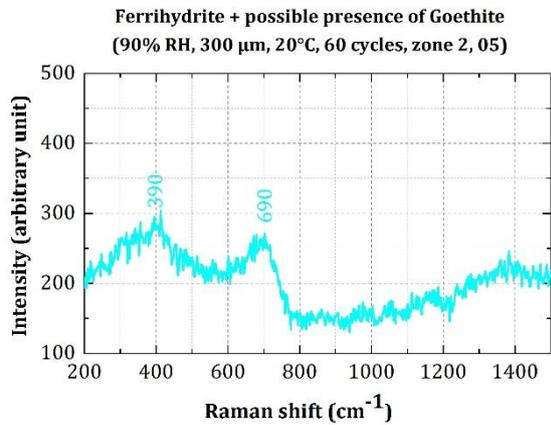 Ferrihydrite + possible presence of Goethite
(90% RH, 300 µm, 20°C, 60 cycles, zone 2, 05)
500
400
300
200
100
390
690
Intensity (arbitrary unit)
200 400 600 800 1000 1200 1400
Raman shift (cm⁻¹)